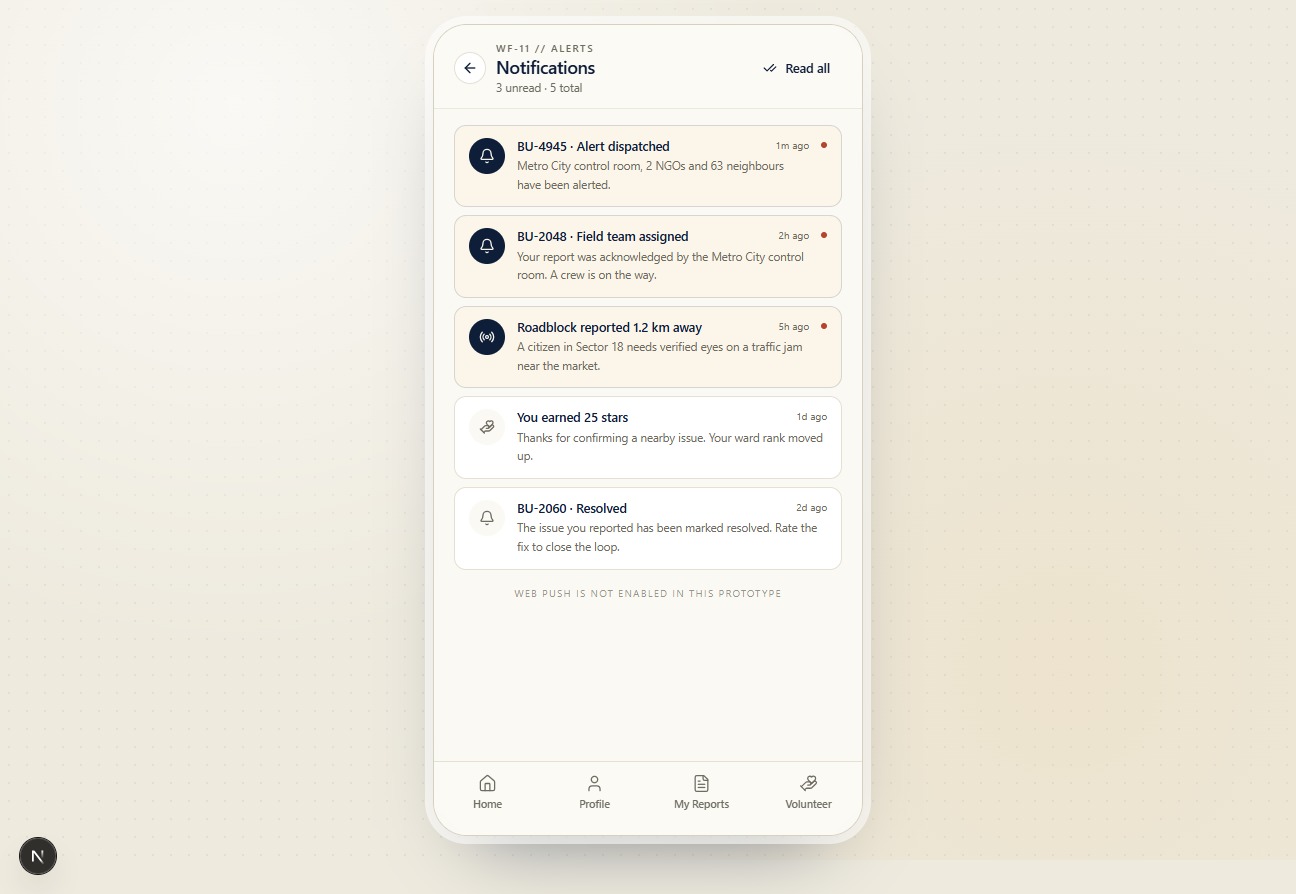 WF-11 // ALERTS
Notifications
3 unread · 5 total
Read all
BU-4945 · Alert dispatched
1m ago
Metro City control room, 2 NGOs and 63 neighbours
have been alerted.
BU-2048 · Field team assigned
2h ago
Your report was acknowledged by the Metro City control
room. A crew is on the way.
Roadblock reported 1.2 km away
5h ago
A citizen in Sector 18 needs verified eyes on a traffic jam
near the market.
You earned 25 stars
1d ago
Thanks for confirming a nearby issue. Your ward rank moved
up.
BU-2060 · Resolved
2d ago
The issue you reported has been marked resolved. Rate the
fix to close the loop.
WEB PUSH IS NOT ENABLED IN THIS PROTOTYPE
Home
Profile
My Reports
Volunteer
N